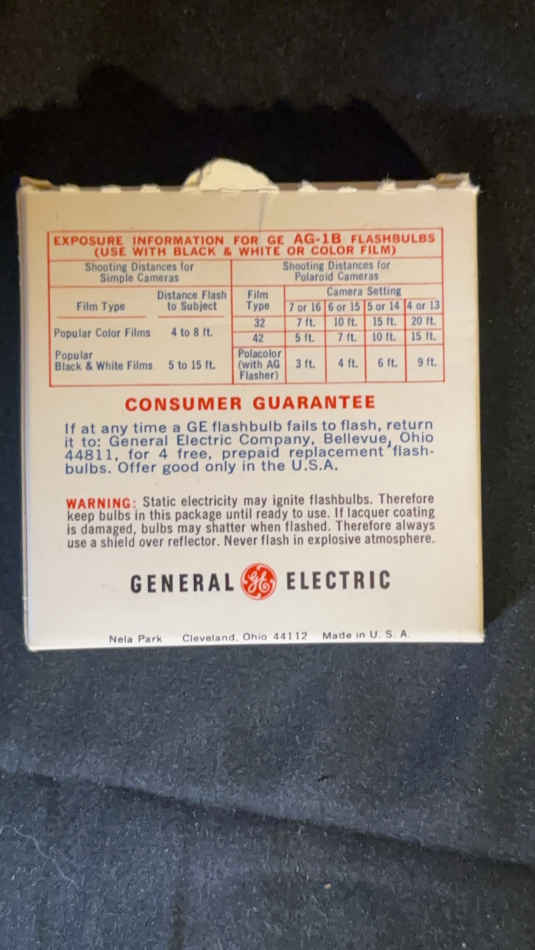 EXPOSURE INFORMATION FOR GE AG-1B FLASHBULBS
(USE WITH BLACK & WHITE OR COLOR FILM)
Shooting Distances for
Simple Cameras
Film Type
Distance Flash
to Subject
Popular Color Films 4 to 8 ft.
Popular
Black & White Films 5 to 15 ft.
Shooting Distances for
Polaroid Cameras
Film
Type
Camera Setting
7 or 16 6 or 15 5 or 14 4 or 13
32 7 ft. 10 ft. 15 ft. 20 ft.
42 5 ft. 7 ft. 10 ft. 15 ft.
Polacolor
(with AG 3 ft. 4 ft. 6 ft. 9 ft.
Flasher)
CONSUMER GUARANTEE
If at any time a GE flashbulb fails to flash, return
it to: General Electric Company, Bellevue, Ohio
44811, for 4 free, prepaid replacement flash-
bulbs. Offer good only in the U.S.A.
WARNING: Static electricity may ignite flashbulbs. Therefore
keep bulbs in this package until ready to use. If lacquer coating
is damaged, bulbs may shatter when flashed. Therefore always
use a shield over reflector. Never flash in explosive atmosphere.
GENERAL GE ELECTRIC
Nela Park Cleveland, Ohio 44112 Made in U. S. A.